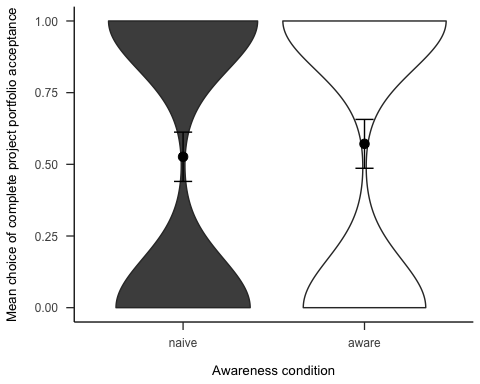 Mean choice of complete project portfolio acceptance
1.00
0.75
0.50
0.25
0.00
naive
aware
Awareness condition